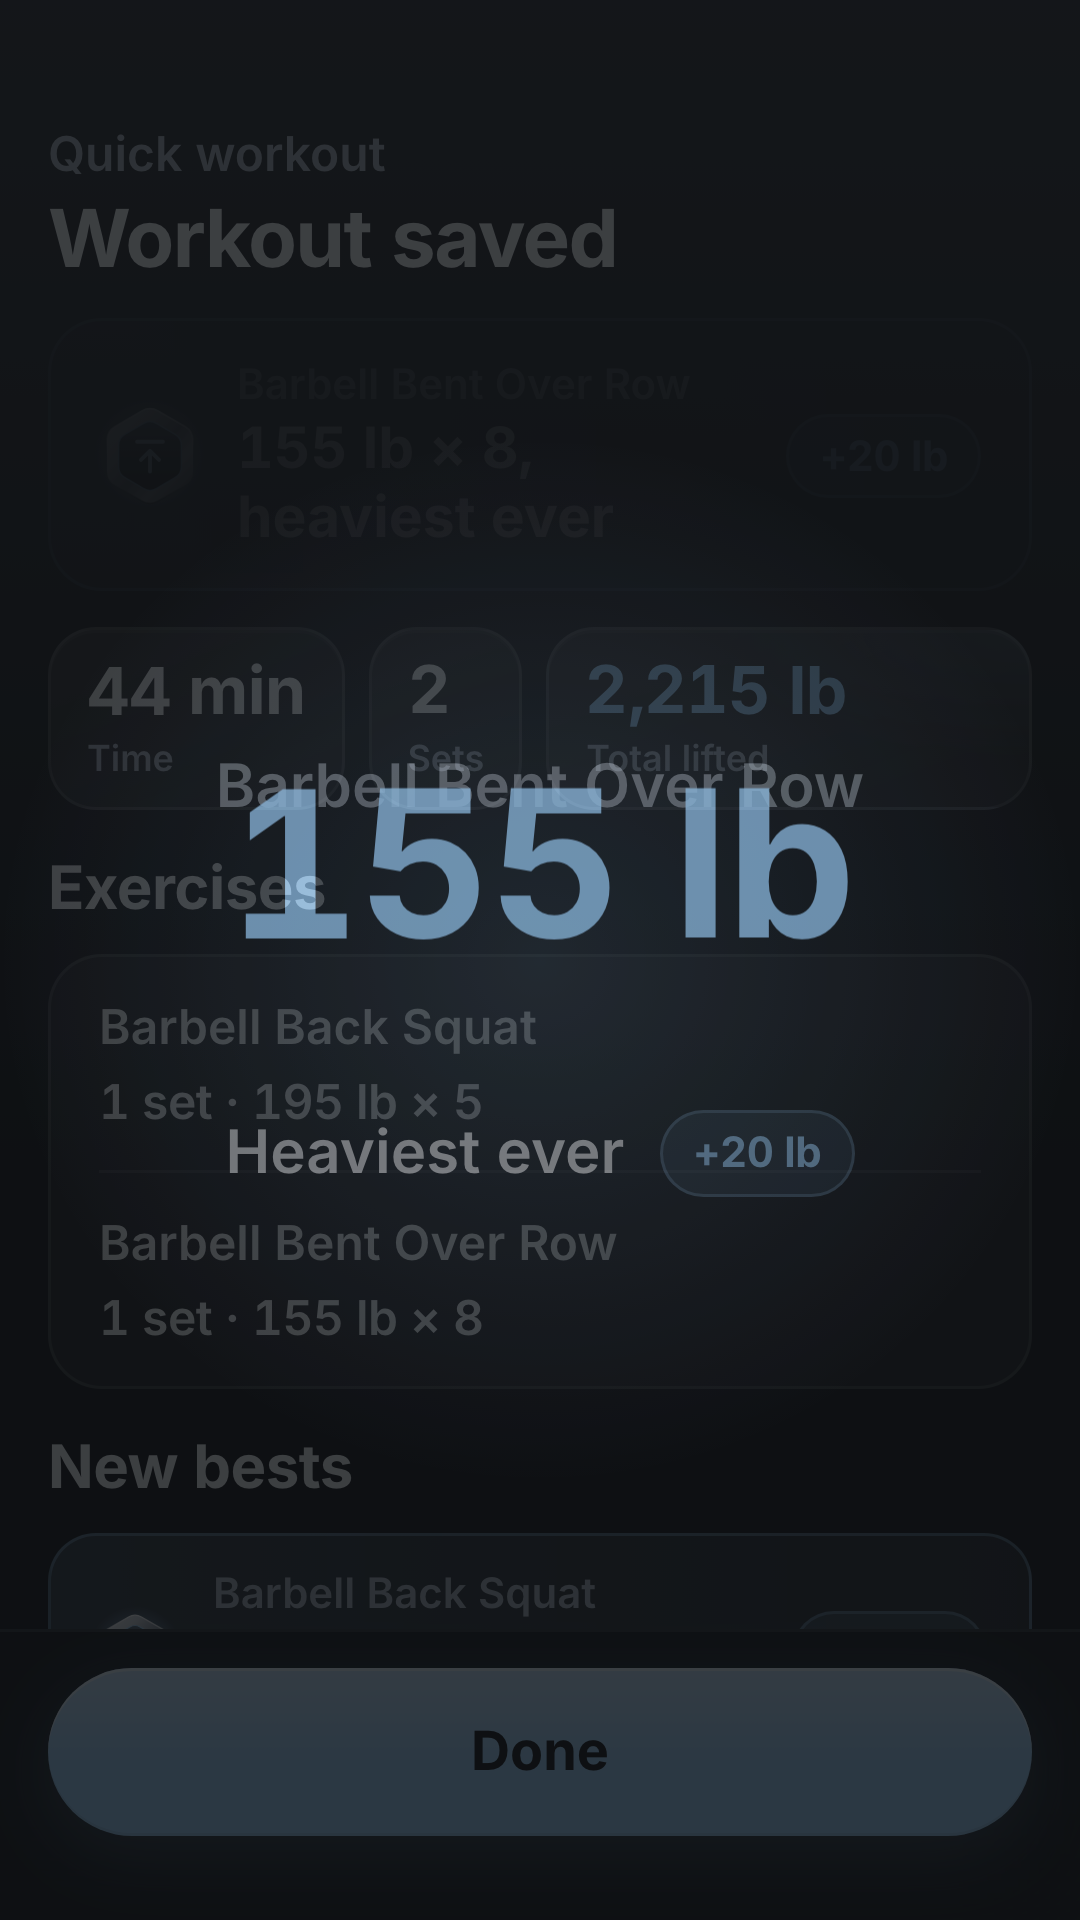 Quick workout
Workout saved
Barbell Bent Over Row
155 lb × 8,
heaviest ever
+20 lb
44 min
Time
2
Sets
2,215 lb
Total lifted
Barbell Bent Over Row
155 lb
Heaviest ever
+20 lb
Exercises
Barbell Back Squat
1 set · 195 lb × 5
Barbell Bent Over Row
1 set · 155 lb × 8
New bests
Barbell Back Squat
Done